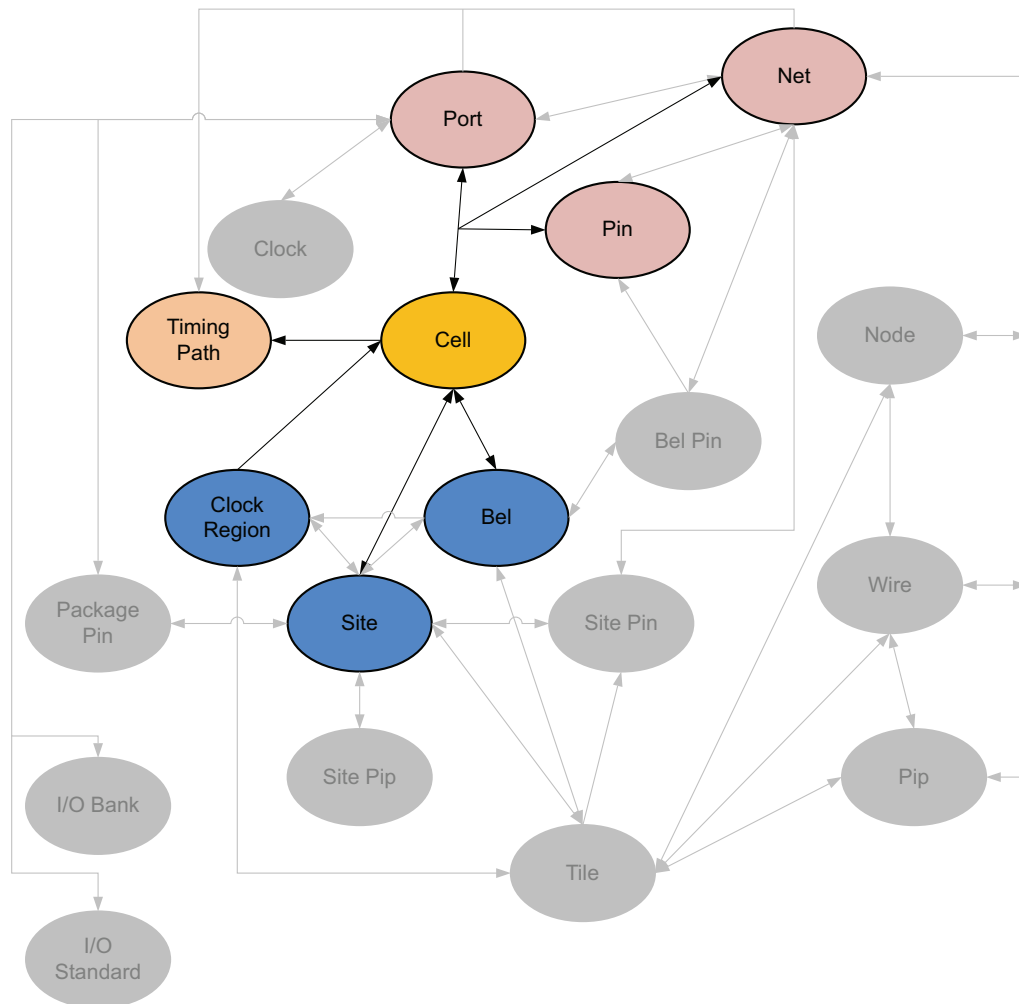 Net
Port
Pin
Clock
Timing
Path
Cell
Node
Bel Pin
Clock
Region
Bel
Package
Pin
Site
Site Pin
Wire
Site Pip
I/O Bank
Pip
Tile
I/O
Standard